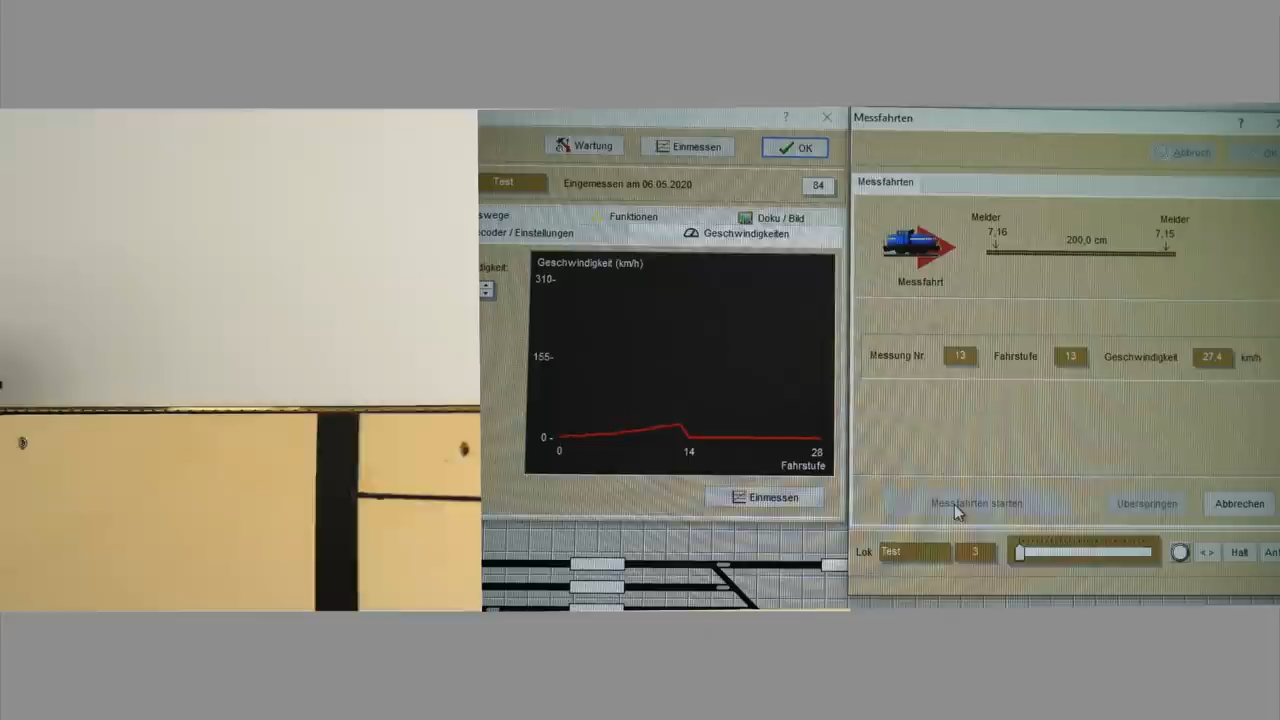 ?
Wartung
Einmessen
OK
Test
Eingemessen am 06.05.2020
84
swege
Funktionen
Doku / Bild
coder / Einstellungen
Geschwindigkeiten
digkeit:
Geschwindigkeit (km/h)
310-
155-
0-
0
14
28
Fahrstufe
Einmessen
Messfahrten
?
Abbruch
OK
Messfahrten
Melder
7,16
200,0 cm
Melder
7,15
Messfahrt
Messung Nr.
13
Fahrstufe
13
Geschwindigkeit
27,4
km/h
Messfahrten starten
Überspringen
Abbrechen
Lok
Test
3
< >
Halt